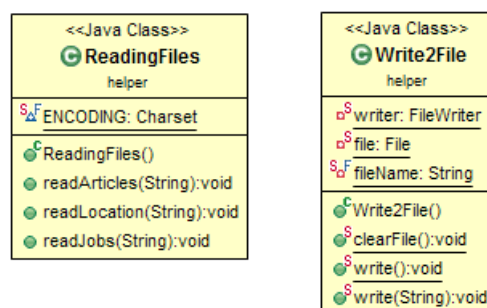 <<Java Class>>
ReadingFiles
helper
ENCODING: Charset
ReadingFiles()
readArticles(String):void
readLocation(String):void
readJobs(String):void
<<Java Class>>
Write2File
helper
writer: FileWriter
file: File
fileName: String
Write2File()
clearFile():void
write():void
write(String):void